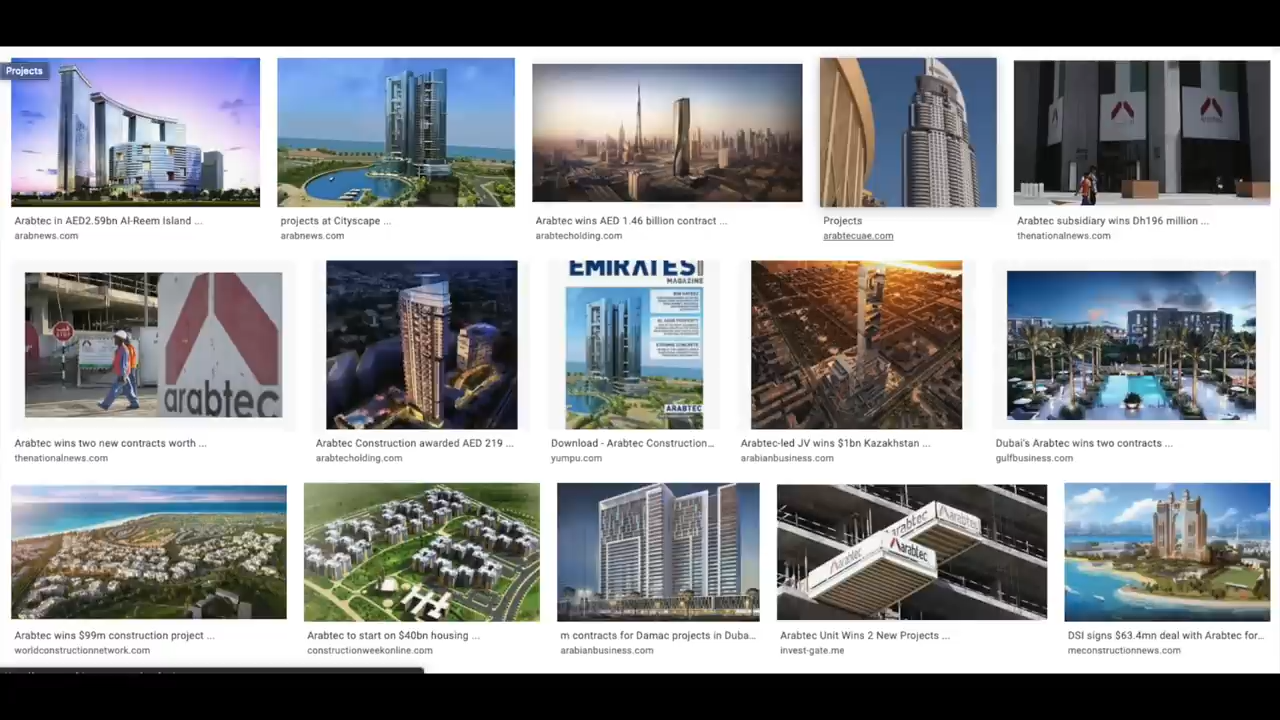 Projects
Arabtec in AED2.59bn Al-Reem Island ...
arabnews.com
projects at Cityscape ...
arabnews.com
Arabtec wins AED 1.46 billion contract ...
arabtecholding.com
Projects
arabtecuae.com
Arabtec subsidiary wins Dh196 million ...
thenationalnews.com
STOP
arabtec
Arabtec wins two new contracts worth ...
thenationalnews.com
Arabtec Construction awarded AED 219 ...
arabtecholding.com
EMIRATES
MAGAZINE
ARABTEC
Download - Arabtec Construction...
yumpu.com
Arabtec-led JV wins $1bn Kazakhstan ...
arabianbusiness.com
Dubai's Arabtec wins two contracts ...
gulfbusiness.com
Arabtec wins $99m construction project ...
worldconstructionnetwork.com
Arabtec to start on $40bn housing ...
constructionweekonline.com
m contracts for Damac projects in Duba...
arabianbusiness.com
arabtec
arabtec
arabtec
arabtec
Arabtec Unit Wins 2 New Projects ...
invest-gate.me
DSI signs $63.4mn deal with Arabtec for...
meconstructionnews.com